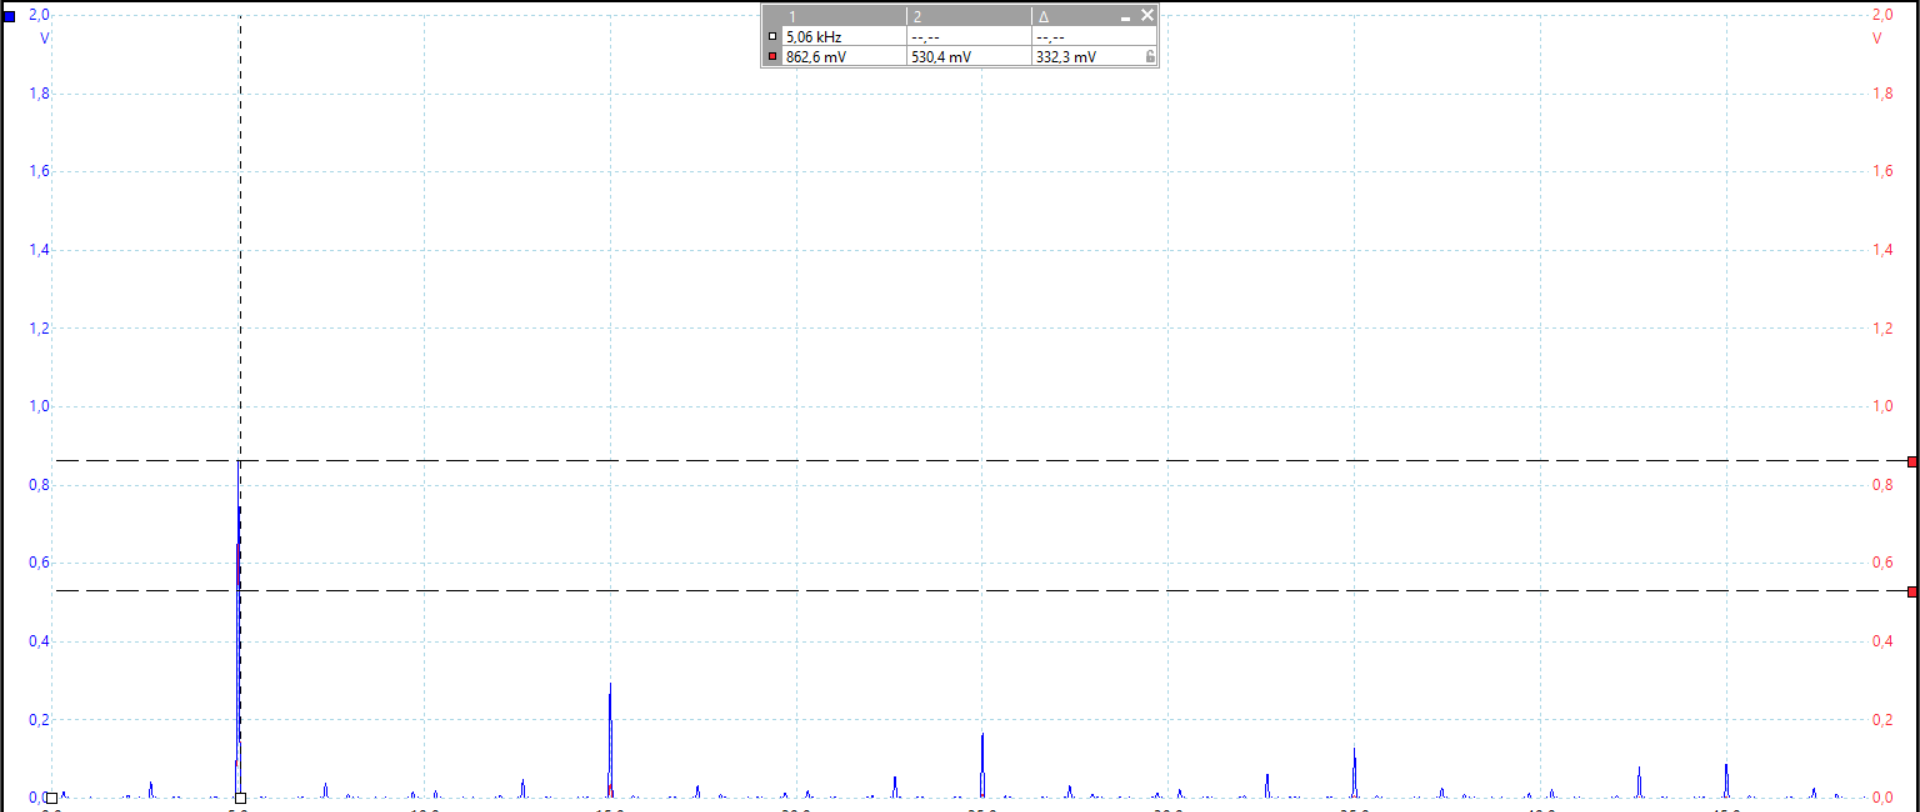 1 2 Δ
5,06 kHz --,-- --,--
862,6 mV 530,4 mV 332,3 mV
2,0 2,0
V V
1,8 1,8
1,6 1,6
1,4 1,4
1,2 1,2
1,0 1,0
0,8 0,8
0,6 0,6
0,4 0,4
0,2 0,2
0,0 0,0